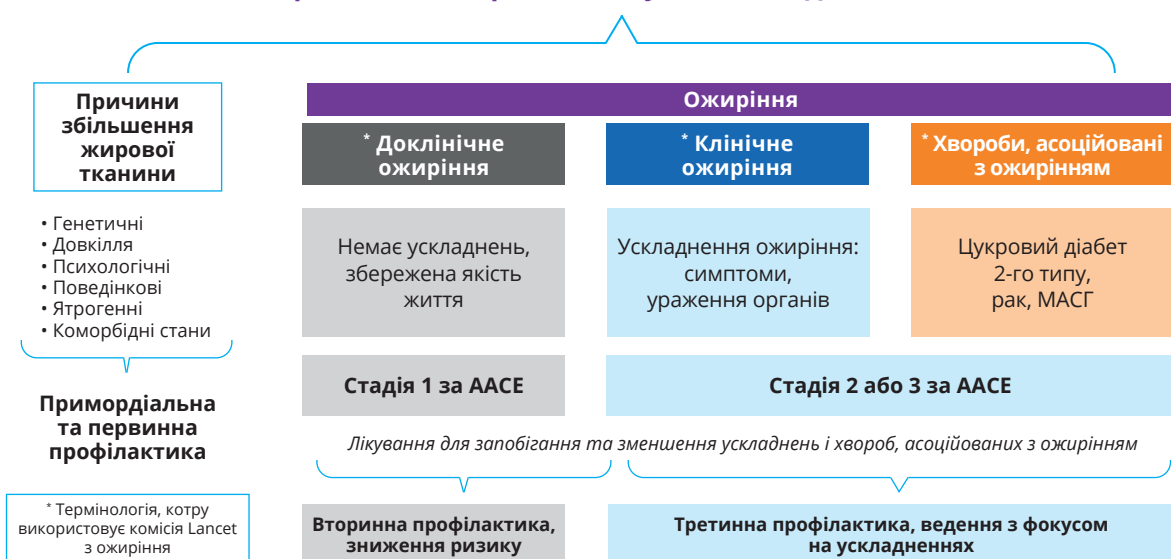 Причини
збільшення
жирової
тканини
• Генетичні
• Довкілля
• Психологічні
• Поведінкові
• Ятрогенні
• Коморбідні стани
Примордіальна
та первинна
профілактика
* Термінологія, котру
використовує комісія Lancet
з ожиріння
Ожиріння
* Доклінічне
ожиріння
* Клінічне
ожиріння
* Хвороби, асоційовані
з ожирінням
Немає ускладнень,
збережена якість
життя
Ускладнення ожиріння:
симптоми,
ураження органів
Цукровий діабет
2-го типу,
рак, МАСГ
Стадія 1 за AACE
Стадія 2 або 3 за AACE
Лікування для запобігання та зменшення ускладнень і хвороб, асоційованих з ожирінням
Вторинна профілактика,
зниження ризику
Третинна профілактика, ведення з фокусом
на ускладненнях